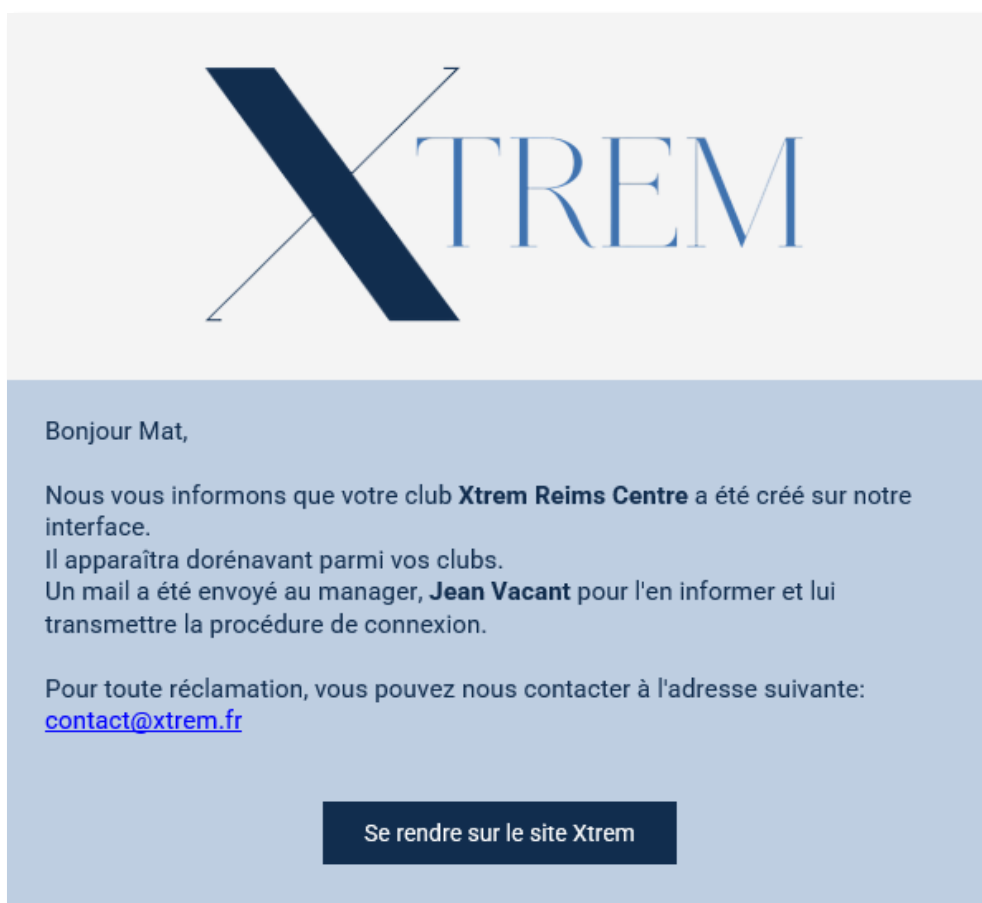 XTREM
Bonjour Mat,
Nous vous informons que votre club Xtrem Reims Centre a été créé sur notre
interface.
Il apparaîtra dorénavant parmi vos clubs.
Un mail a été envoyé au manager, Jean Vacant pour l'en informer et lui
transmettre la procédure de connexion.
Pour toute réclamation, vous pouvez nous contacter à l'adresse suivante:
contact@xtrem.fr
Se rendre sur le site Xtrem